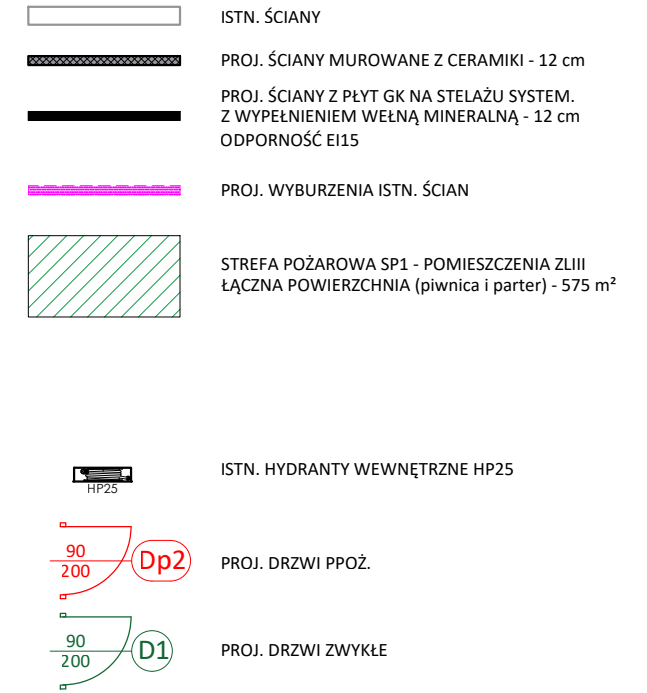 ISTN. ŚCIANY
PROJ. ŚCIANY MUROWANE Z CERAMIKI - 12 cm
PROJ. ŚCIANY Z PŁYT GK NA STELAŻU SYSTEM.
Z WYPEŁNIENIEM WEŁNĄ MINERALNĄ - 12 cm
ODPORNOŚĆ EI15
PROJ. WYBURZENIA ISTN. ŚCIAN
STREFA POŻAROWA SP1 - POMIESZCZENIA ZLIII
ŁĄCZNA POWIERZCHNIA (piwnica i parter) - 575 m²
ISTN. HYDRANTY WEWNĘTRZNE HP25
HP25
90
200
Dp2
PROJ. DRZWI PPOŻ.
90
200
D1
PROJ. DRZWI ZWYKŁE